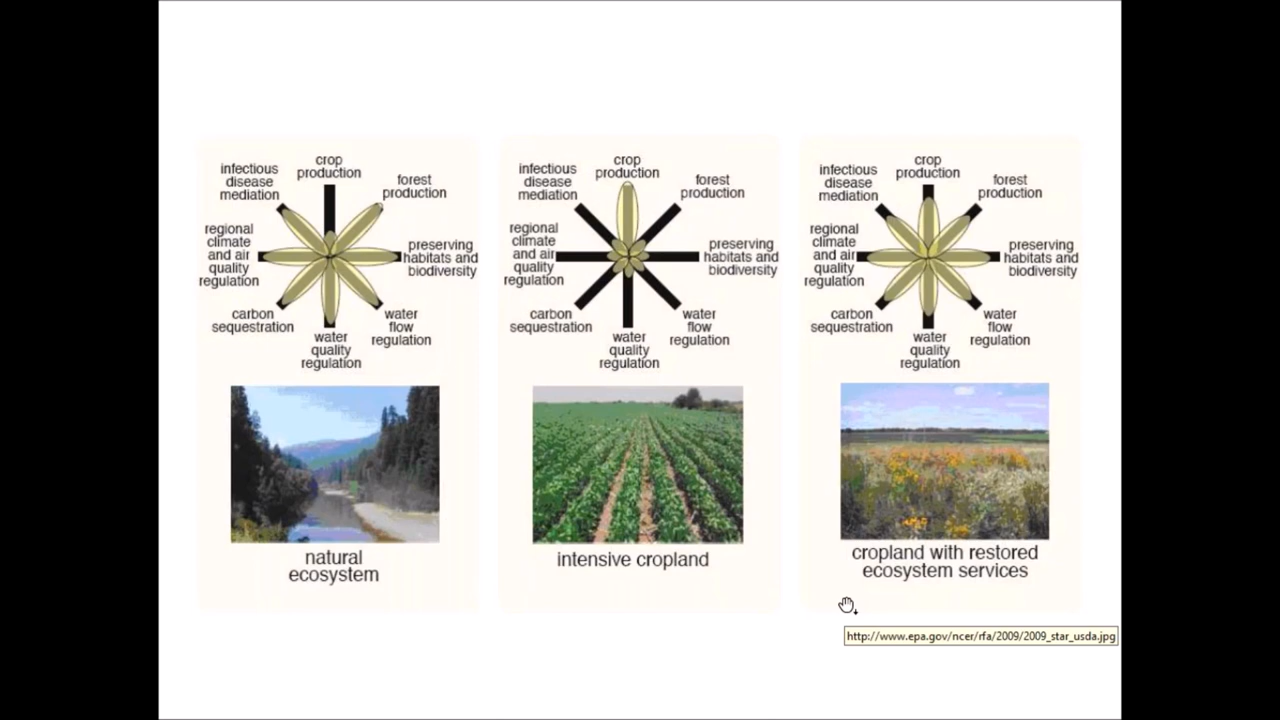 crop
production
infectious
disease
mediation
forest
production
regional
climate
and air
quality
regulation
preserving
habitats and
biodiversity
carbon
sequestration
water
flow
regulation
water
quality
regulation
natural
ecosystem
crop
production
infectious
disease
mediation
forest
production
regional
climate
and air
quality
regulation
preserving
habitats and
biodiversity
carbon
sequestration
water
flow
regulation
water
quality
regulation
intensive cropland
crop
production
infectious
disease
mediation
forest
production
regional
climate
and air
quality
regulation
preserving
habitats and
biodiversity
carbon
sequestration
water
flow
regulation
water
quality
regulation
cropland with restored
ecosystem services
http://www.epa.gov/ncer/rfa/2009/2009_star_usda.jpg